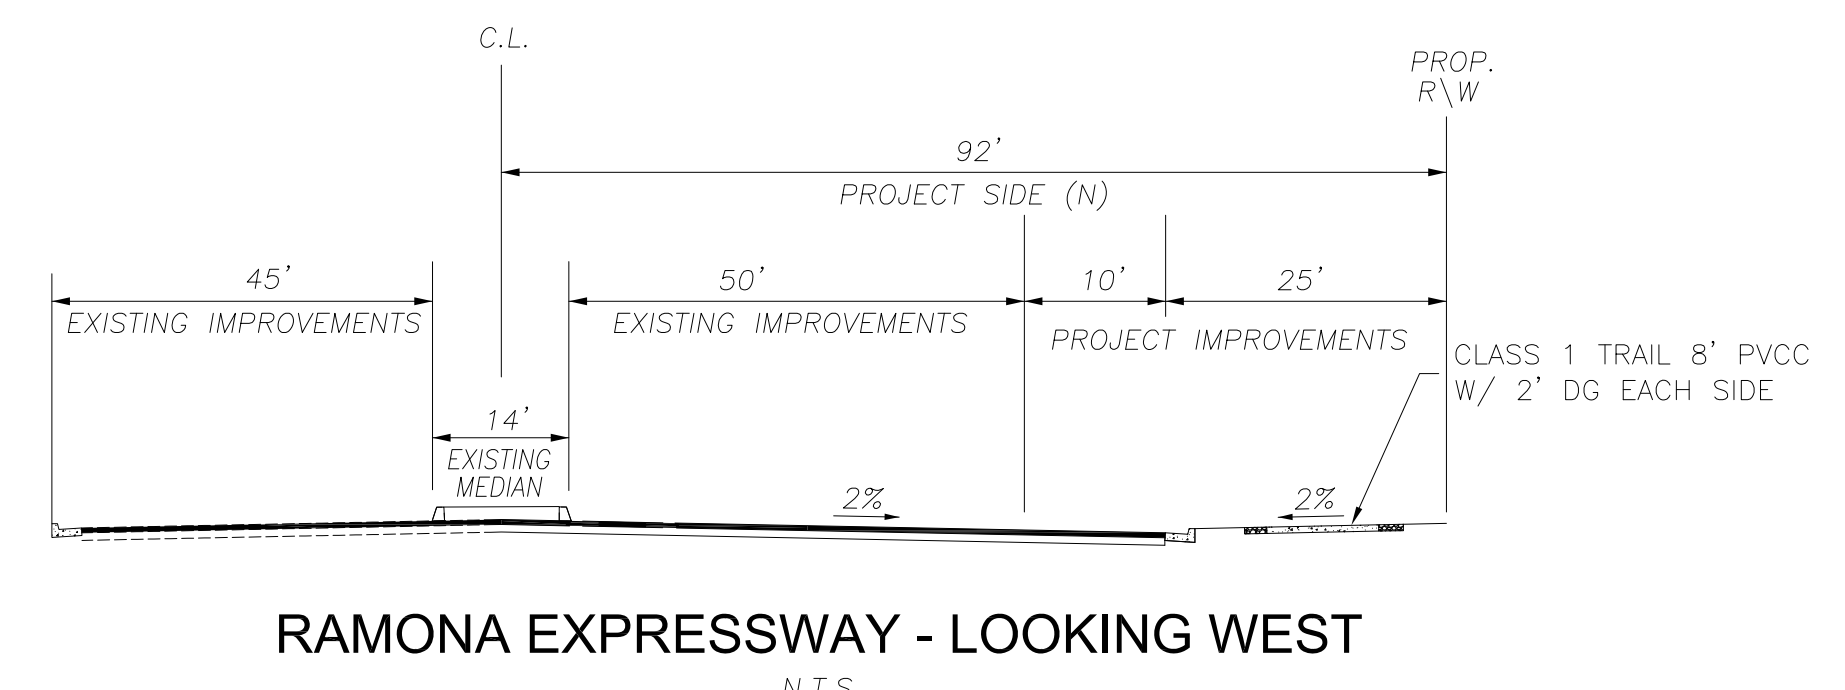 C.L.
PROP.
R\W
92'
PROJECT SIDE (N)
45'
50'
10'
25'
EXISTING IMPROVEMENTS
EXISTING IMPROVEMENTS
PROJECT IMPROVEMENTS
CLASS 1 TRAIL 8' PVCC
W/ 2' DG EACH SIDE
14'
EXISTING
MEDIAN
2%
2%
RAMONA EXPRESSWAY - LOOKING WEST
N.T.S.